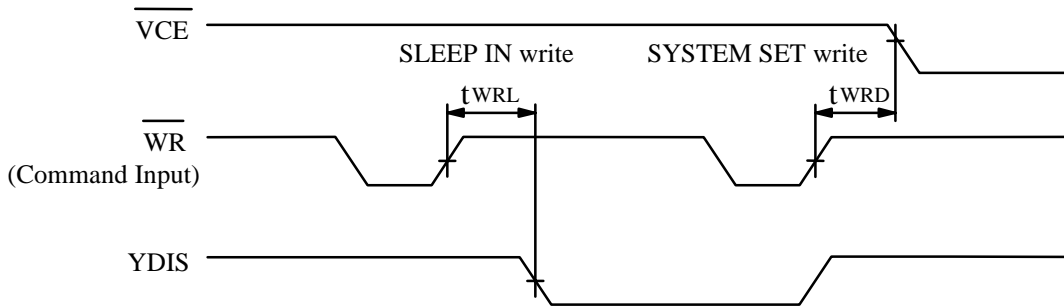 VCE
SLEEP IN write
SYSTEM SET write
tWRL
tWRD
WR
(Command Input)
YDIS